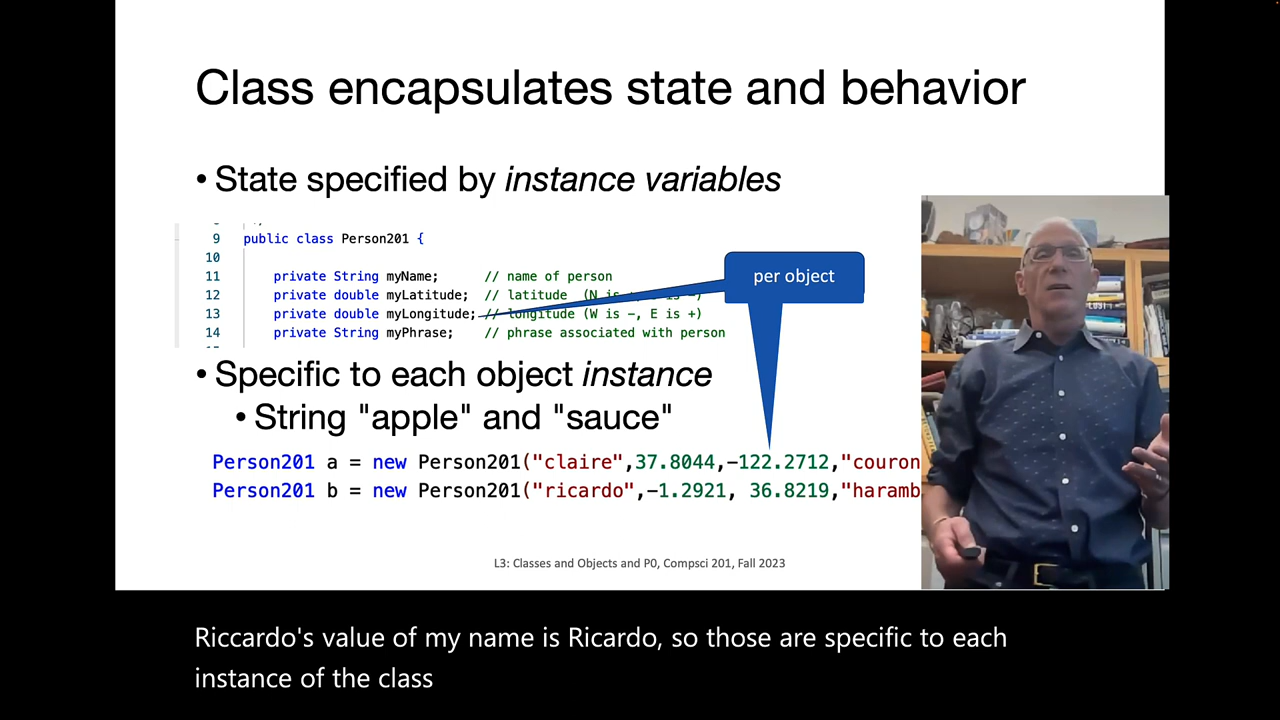 Class encapsulates state and behavior
• State specified by instance variables
9 public class Person201 {
10
11 private String myName; // name of person
12 private double myLatitude; // latitude (N is
13 private double myLongitude; // longitude (W is -, E is +)
14 private String myPhrase; // phrase associated with person
per object
• Specific to each object instance
• String "apple" and "sauce"
Person201 a = new Person201("claire",37.8044,-122.2712,"couron
Person201 b = new Person201("ricardo",-1.2921, 36.8219,"haramb
L3: Classes and Objects and P0, Compsci 201, Fall 2023
Riccardo's value of my name is Ricardo, so those are specific to each
instance of the class